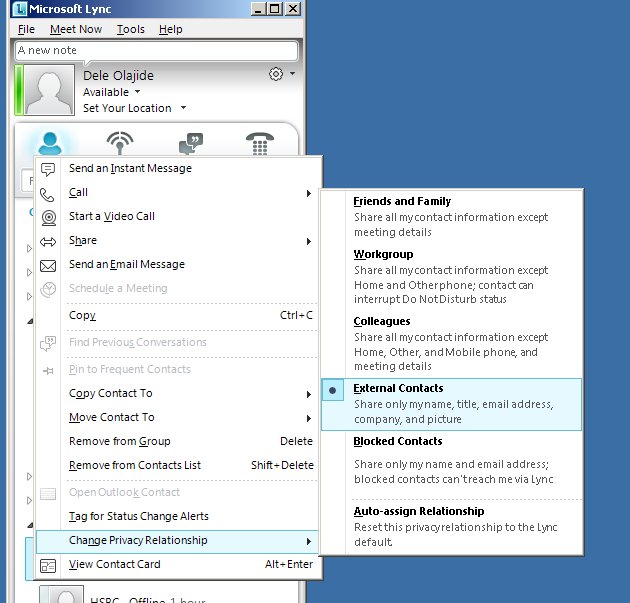 Microsoft Lync
File Meet Now Tools Help
A new note
Dele Olajide
Available
Set Your Location
Send an Instant Message
Call
Start a Video Call
Share
Send an Email Message
Schedule a Meeting
Copy Ctrl+C
Find Previous Conversations
Pin to Frequent Contacts
Copy Contact To
Move Contact To
Remove from Group Delete
Remove from Contacts List Shift+Delete
Open Outlook Contact
Tag for Status Change Alerts
Change Privacy Relationship
View Contact Card Alt+Enter
Friends and Family
Share all my contact information except
meeting details
Workgroup
Share all my contact information except
Home and Other phone; contact can
interrupt Do Not Disturb status
Colleagues
Share all my contact information except
Home, Other, and Mobile phone, and
meeting details
External Contacts
Share only my name, title, email address,
company, and picture
Blocked Contacts
Share only my name and email address;
blocked contacts can't reach me via Lync
Auto-assign Relationship
Reset this privacy relationship to the Lync
default.
HSBC - Offline 1 hour